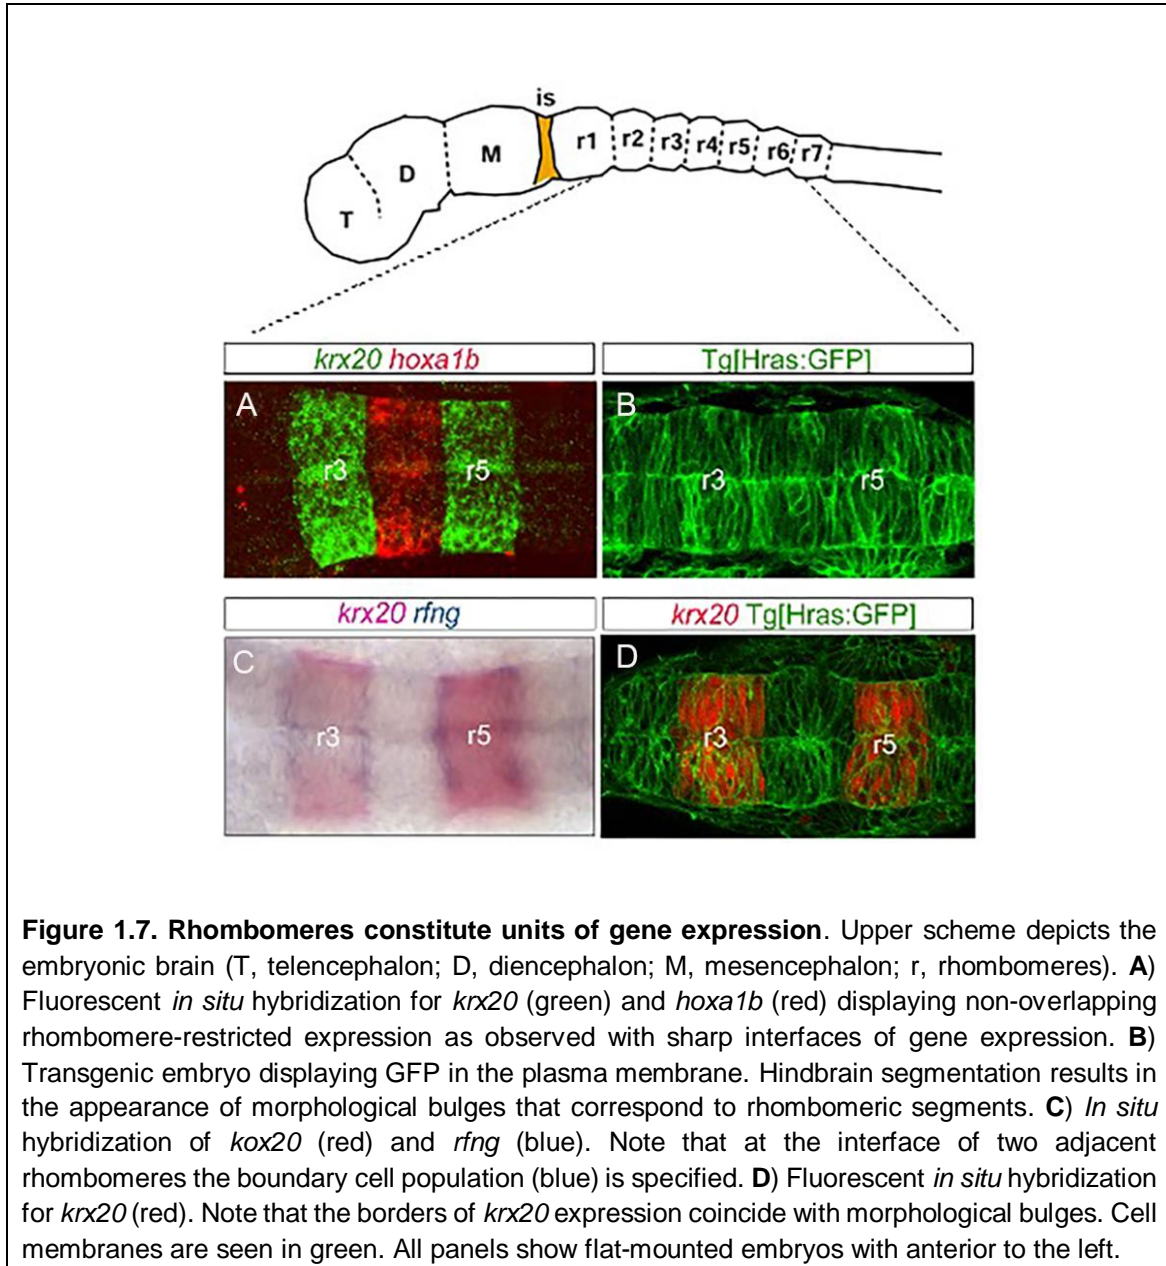 is
T D M r1 r2 r3 r4 r5 r6 r7
krx20 hoxa1b
Tg[Hras:GFP]
A
r3 r5
B
r3 r5
krx20 rfng
krx20 Tg[Hras:GFP]
C
r3 r5
D
r3 r5
Figure 1.7. Rhombomeres constitute units of gene expression. Upper scheme depicts the
embryonic brain (T, telencephalon; D, diencephalon; M, mesencephalon; r, rhombomeres). A)
Fluorescent in situ hybridization for krx20 (green) and hoxa1b (red) displaying non-overlapping
rhombomere-restricted expression as observed with sharp interfaces of gene expression. B)
Transgenic embryo displaying GFP in the plasma membrane. Hindbrain segmentation results in
the appearance of morphological bulges that correspond to rhombomeric segments. C) In situ
hybridization of kox20 (red) and rfng (blue). Note that at the interface of two adjacent
rhombomeres the boundary cell population (blue) is specified. D) Fluorescent in situ hybridization
for krx20 (red). Note that the borders of krx20 expression coincide with morphological bulges. Cell
membranes are seen in green. All panels show flat-mounted embryos with anterior to the left.